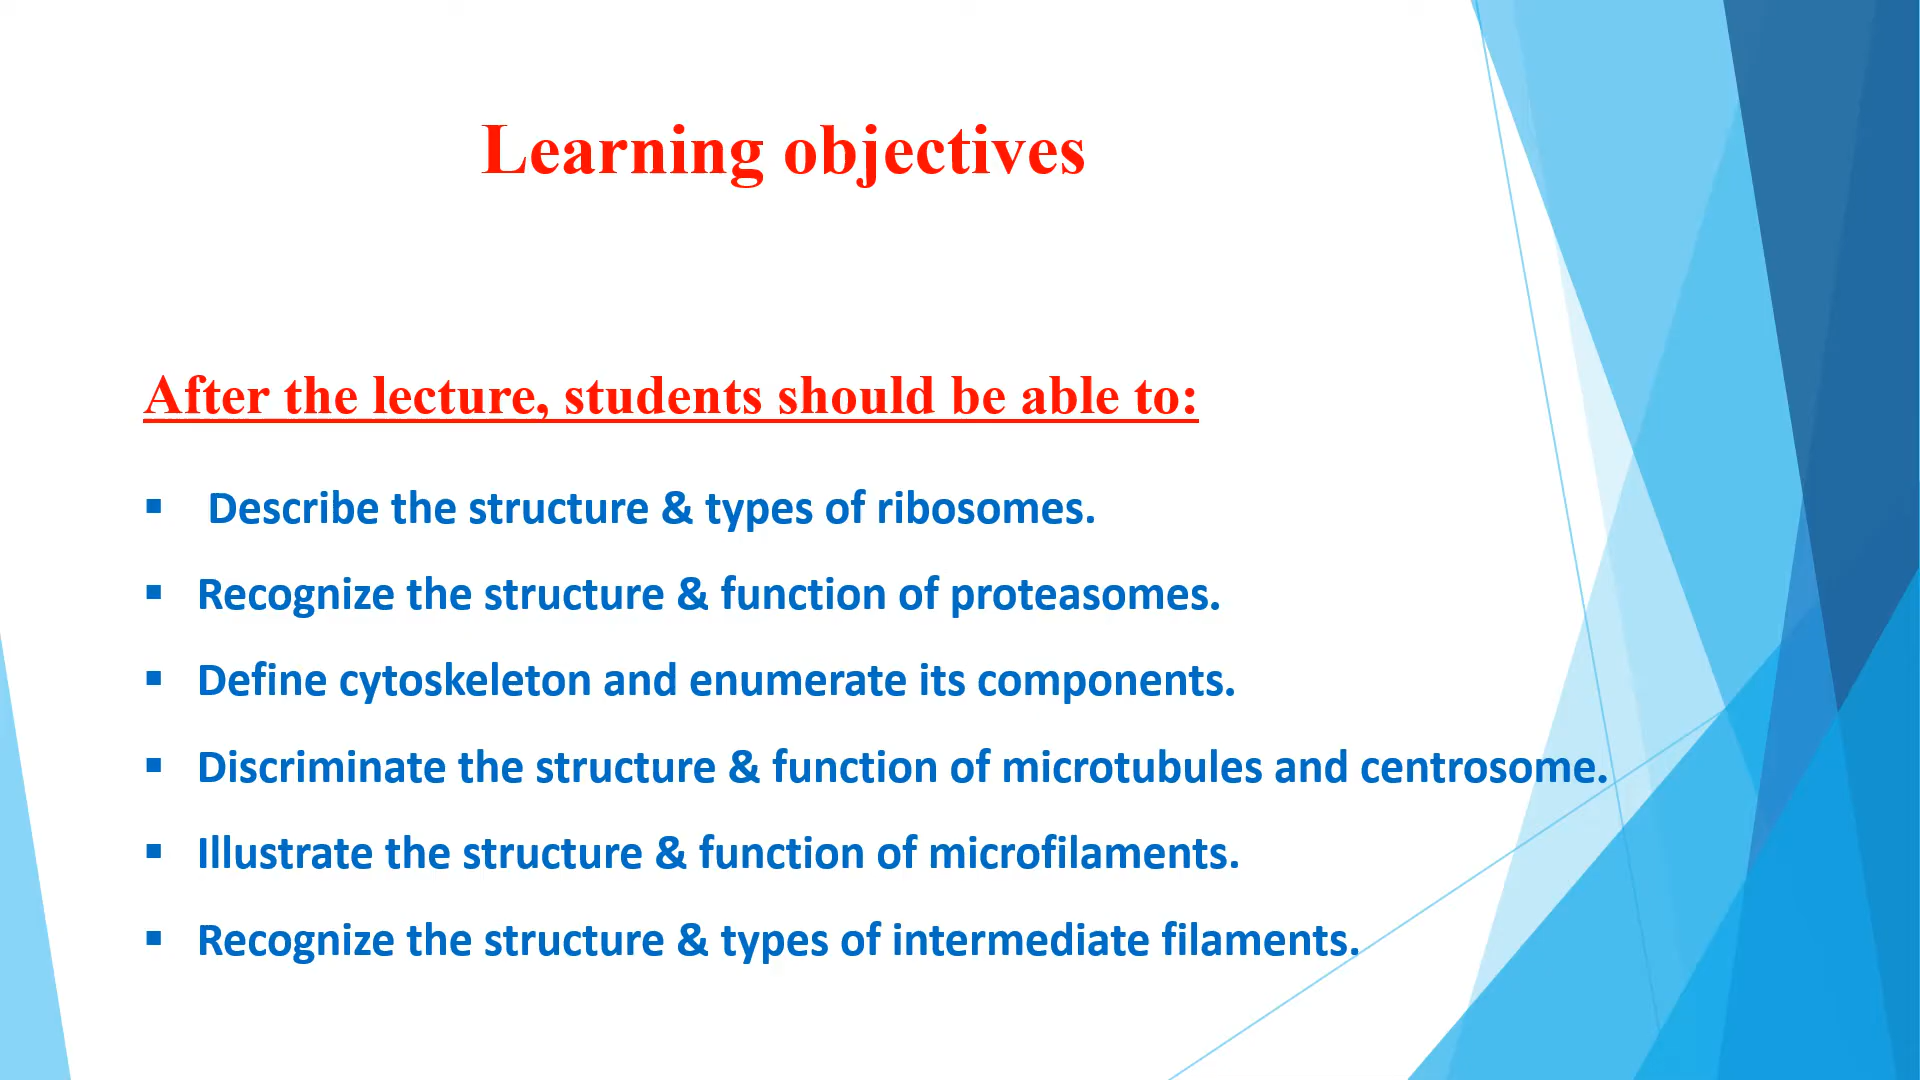 Learning objectives
After the lecture, students should be able to:
▪ Describe the structure & types of ribosomes.
▪ Recognize the structure & function of proteasomes.
▪ Define cytoskeleton and enumerate its components.
▪ Discriminate the structure & function of microtubules and centrosome.
▪ Illustrate the structure & function of microfilaments.
▪ Recognize the structure & types of intermediate filaments.